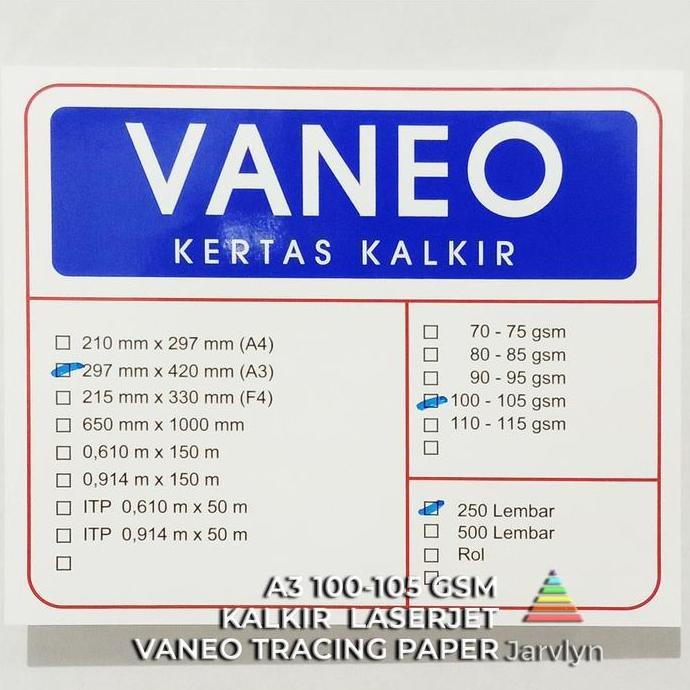 VANEO
KERTAS KALKIR
210 mm x 297 mm (A4)
297 mm x 420 mm (A3)
215 mm x 330 mm (F4)
650 mm x 1000 mm
0,610 m x 150 m
0,914 m x 150 m
ITP 0,610 m x 50 m
ITP 0,914 m x 50 m
70 - 75 gsm
80 - 85 gsm
90 - 95 gsm
100 - 105 gsm
110 - 115 gsm
250 Lembar
500 Lembar
Rol
A3 100-105 GSM
KALKIR LASERJET
VANEO TRACING PAPER
Jarvlyn